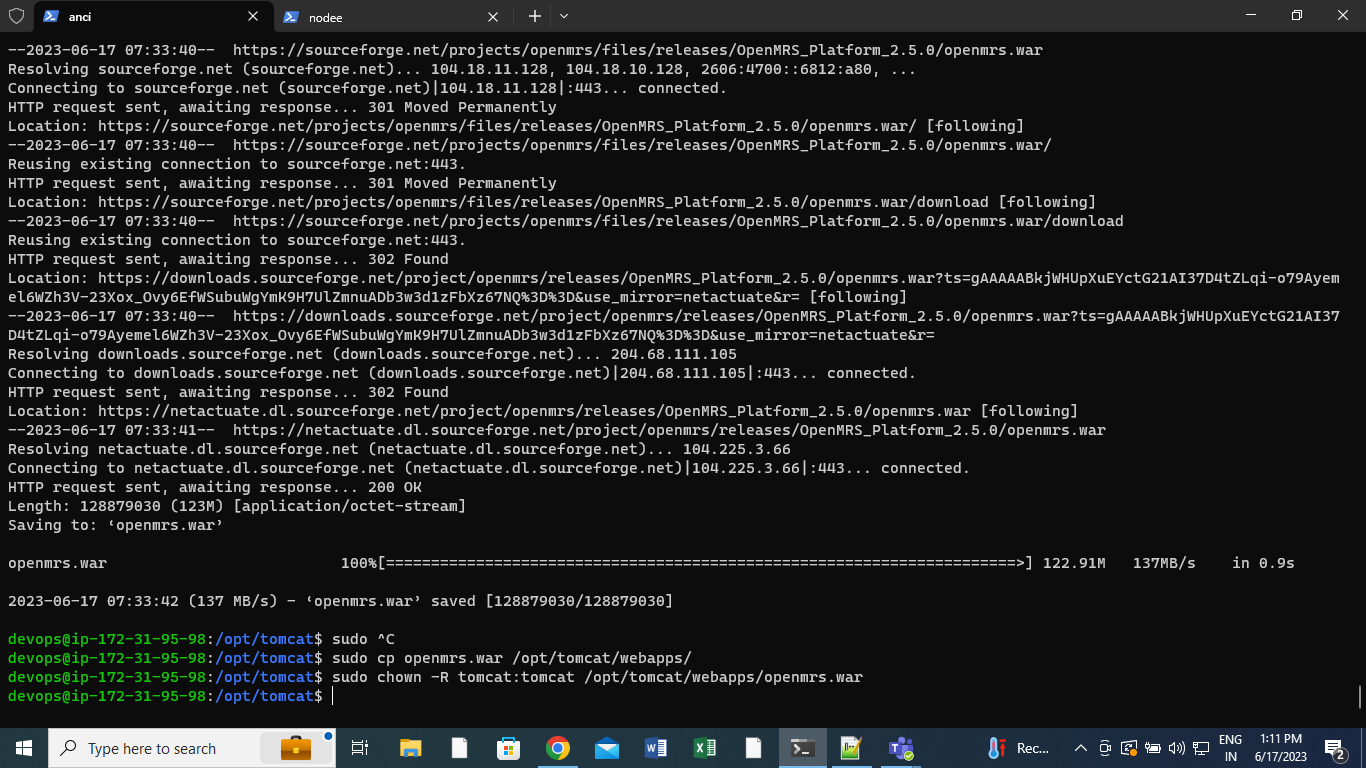 anci
nodee
--2023-06-17 07:33:40--  https://sourceforge.net/projects/openmrs/files/releases/OpenMRS_Platform_2.5.0/openmrs.war
Resolving sourceforge.net (sourceforge.net)... 104.18.11.128, 104.18.10.128, 2606:4700::6812:a80, ...
Connecting to sourceforge.net (sourceforge.net)|104.18.11.128|:443... connected.
HTTP request sent, awaiting response... 301 Moved Permanently
Location: https://sourceforge.net/projects/openmrs/files/releases/OpenMRS_Platform_2.5.0/openmrs.war/ [following]
--2023-06-17 07:33:40--  https://sourceforge.net/projects/openmrs/files/releases/OpenMRS_Platform_2.5.0/openmrs.war/
Reusing existing connection to sourceforge.net:443.
HTTP request sent, awaiting response... 301 Moved Permanently
Location: https://sourceforge.net/projects/openmrs/files/releases/OpenMRS_Platform_2.5.0/openmrs.war/download [following]
--2023-06-17 07:33:40--  https://sourceforge.net/projects/openmrs/files/releases/OpenMRS_Platform_2.5.0/openmrs.war/download
Reusing existing connection to sourceforge.net:443.
HTTP request sent, awaiting response... 302 Found
Location: https://downloads.sourceforge.net/project/openmrs/releases/OpenMRS_Platform_2.5.0/openmrs.war?ts=gAAAAABkjWHUpXuEYctG21AI37D4tZLqi-o79Ayem
el6WZh3V-23Xox_Ovy6EfWSubuWgYmK9H7UlZmnuADb3w3d1zFbXz67NQ%3D%3D&use_mirror=netactuate&r= [following]
--2023-06-17 07:33:40--  https://downloads.sourceforge.net/project/openmrs/releases/OpenMRS_Platform_2.5.0/openmrs.war?ts=gAAAAABkjWHUpXuEYctG21AI37
D4tZLqi-o79Ayemel6WZh3V-23Xox_Ovy6EfWSubuWgYmK9H7UlZmnuADb3w3d1zFbXz67NQ%3D%3D&use_mirror=netactuate&r=
Resolving downloads.sourceforge.net (downloads.sourceforge.net)... 204.68.111.105
Connecting to downloads.sourceforge.net (downloads.sourceforge.net)|204.68.111.105|:443... connected.
HTTP request sent, awaiting response... 302 Found
Location: https://netactuate.dl.sourceforge.net/project/openmrs/releases/OpenMRS_Platform_2.5.0/openmrs.war [following]
--2023-06-17 07:33:41--  https://netactuate.dl.sourceforge.net/project/openmrs/releases/OpenMRS_Platform_2.5.0/openmrs.war
Resolving netactuate.dl.sourceforge.net (netactuate.dl.sourceforge.net)... 104.225.3.66
Connecting to netactuate.dl.sourceforge.net (netactuate.dl.sourceforge.net)|104.225.3.66|:443... connected.
HTTP request sent, awaiting response... 200 OK
Length: 128879030 (123M) [application/octet-stream]
Saving to: ‘openmrs.war’
openmrs.war 100%[======================================================================>] 122.91M 137MB/s in 0.9s
2023-06-17 07:33:42 (137 MB/s) - ‘openmrs.war’ saved [128879030/128879030]
devops@ip-172-31-95-98:/opt/tomcat$ sudo ^C
devops@ip-172-31-95-98:/opt/tomcat$ sudo cp openmrs.war /opt/tomcat/webapps/
devops@ip-172-31-95-98:/opt/tomcat$ sudo chown -R tomcat:tomcat /opt/tomcat/webapps/openmrs.war
devops@ip-172-31-95-98:/opt/tomcat$
Type here to search
Rec...
ENG
IN
1:11 PM
6/17/2023
2